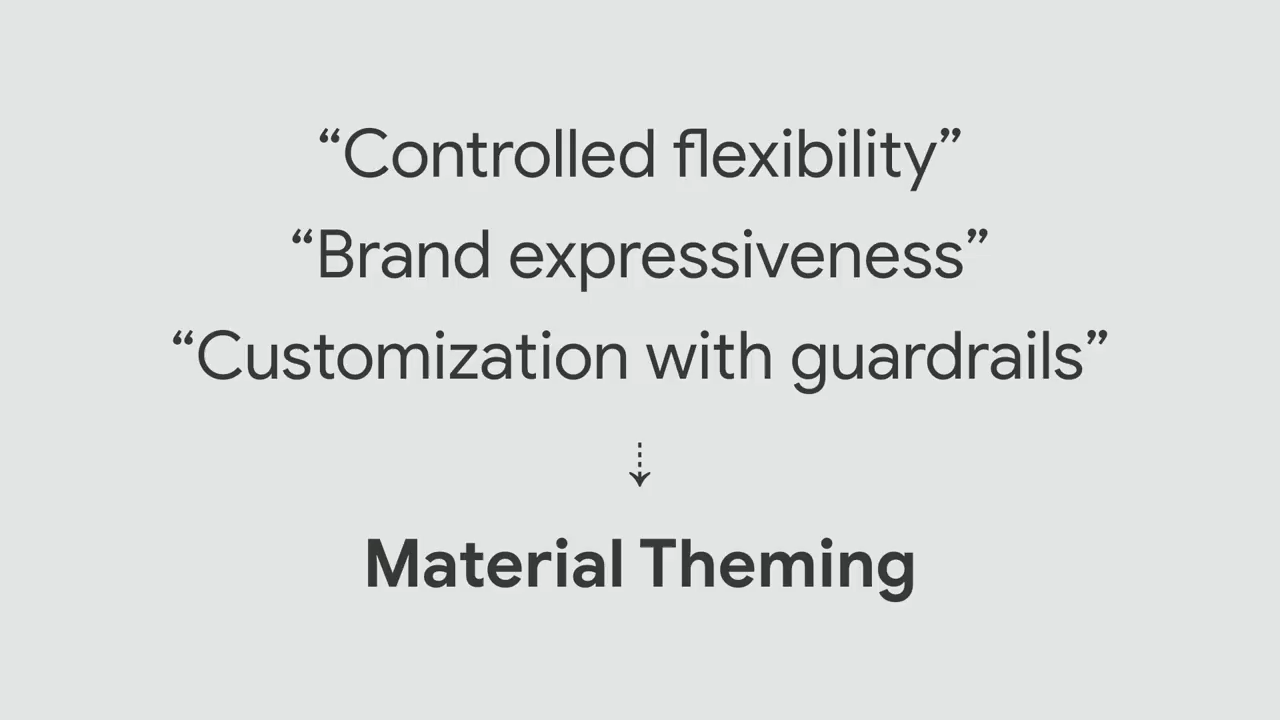 “Controlled flexibility”
“Brand expressiveness”
“Customization with guardrails”
Material Theming